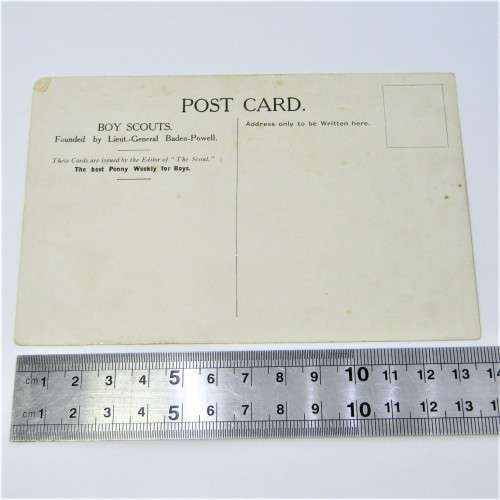 POST CARD.
BOY SCOUTS.
Founded by Lieut.-General Baden-Powell.
These Cards are issued by the Editor of "The Scout,"
The best Penny Weekly for Boys.
Address only to be Written here.
cm 1 2 3 4 5 6 7 8 9 10 11 12 13 14
cm 1 2 3 4 5 6 7 8 9 10 11 12 13